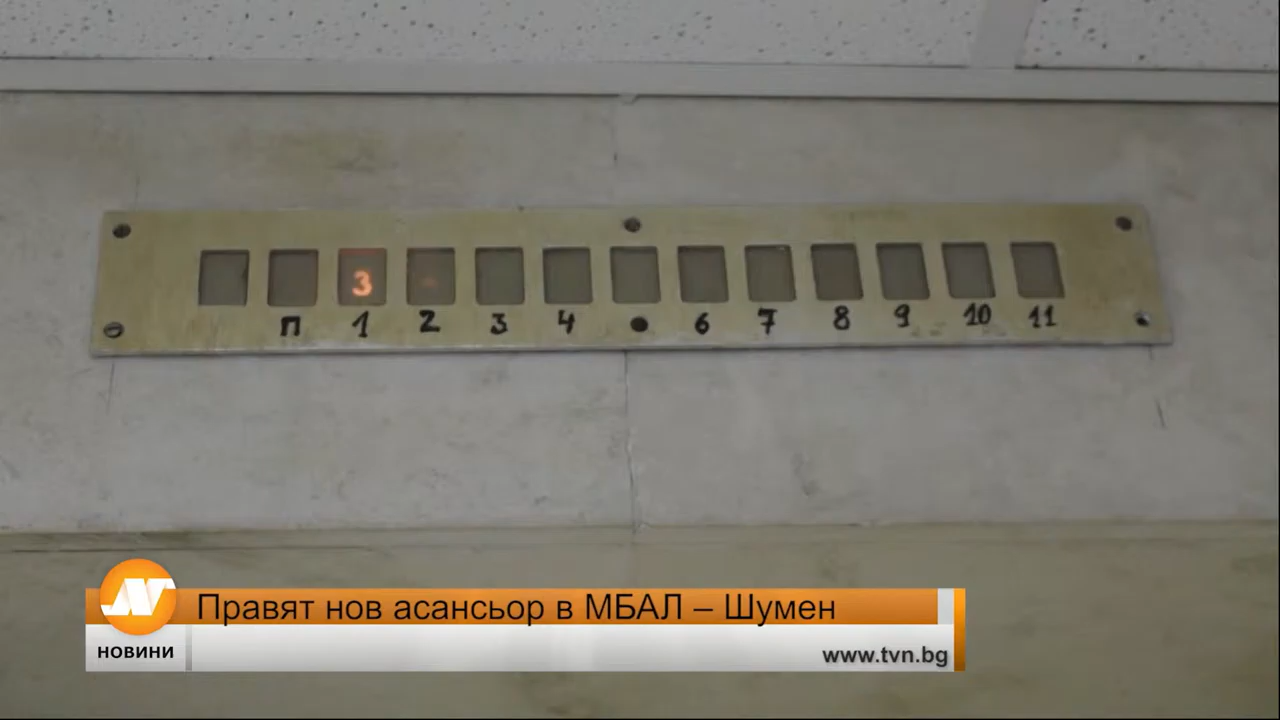 3
П 1 2 3 4 6 7 8 9 10 11
Правят нов асансьор в МБАЛ – Шумен
НОВИНИ
www.tvn.bg